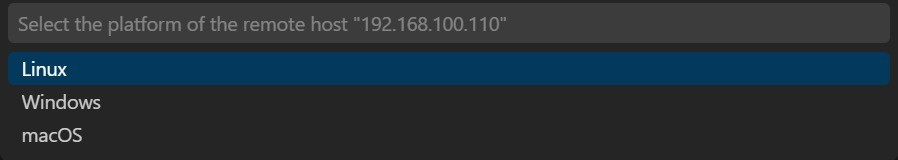 Select the platform of the remote host "192.168.100.110"
Linux
Windows
macOS